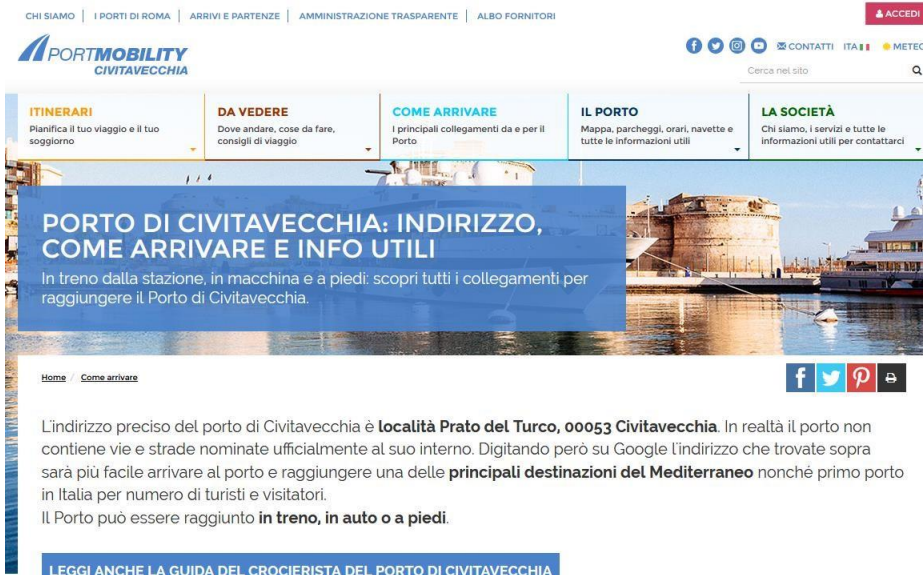 CHI SIAMO | I PORTI DI ROMA | ARRIVI E PARTENZE | AMMINISTRAZIONE TRASPARENTE | ALBO FORNITORI
ACCEDI
PORTMOBILITY
CIVITAVECCHIA
CONTATTI ITA METEO
Cerca nel sito
ITINERARI
Pianifica il tuo viaggio e il tuo
soggiorno
DA VEDERE
Dove andare, cose da fare,
consigli di viaggio
COME ARRIVARE
I principali collegamenti da e per il
Porto
IL PORTO
Mappa, parcheggi, orari, navette e
tutte le informazioni utili
LA SOCIETÀ
Chi siamo, i servizi e tutte le
informazioni utili per contattarci
PORTO DI CIVITAVECCHIA: INDIRIZZO,
COME ARRIVARE E INFO UTILI
In treno dalla stazione, in macchina e a piedi: scopri tutti i collegamenti per
raggiungere il Porto di Civitavecchia.
Home / Come arrivare
L'indirizzo preciso del porto di Civitavecchia è località Prato del Turco, 00053 Civitavecchia. In realtà il porto non
contiene vie e strade nominate ufficialmente al suo interno. Digitando però su Google l'indirizzo che trovate sopra
sarà più facile arrivare al porto e raggiungere una delle principali destinazioni del Mediterraneo nonché primo porto
in Italia per numero di turisti e visitatori.
Il Porto può essere raggiunto in treno, in auto o a piedi.
LEGGI ANCHE LA GUIDA DEL CROCIERISTA DEL PORTO DI CIVITAVECCHIA